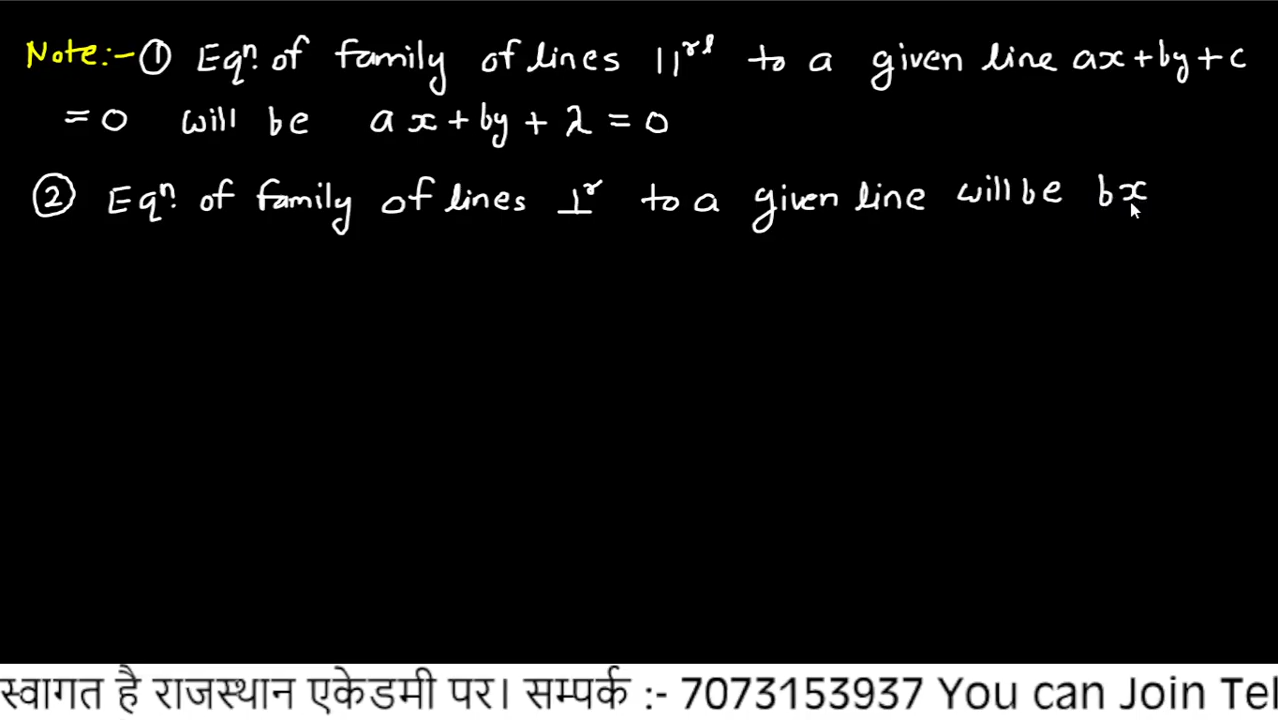 Note:- ① Eqⁿ. of family of lines ||ʳˡ to a given line ax+by+c
= 0 will be ax + by + λ = 0
② Eqⁿ. of family of lines ⊥ʳ to a given line will be bx
स्वागत है राजस्थान एकेडमी पर। सम्पर्क :- 7073153937 You can Join Tel